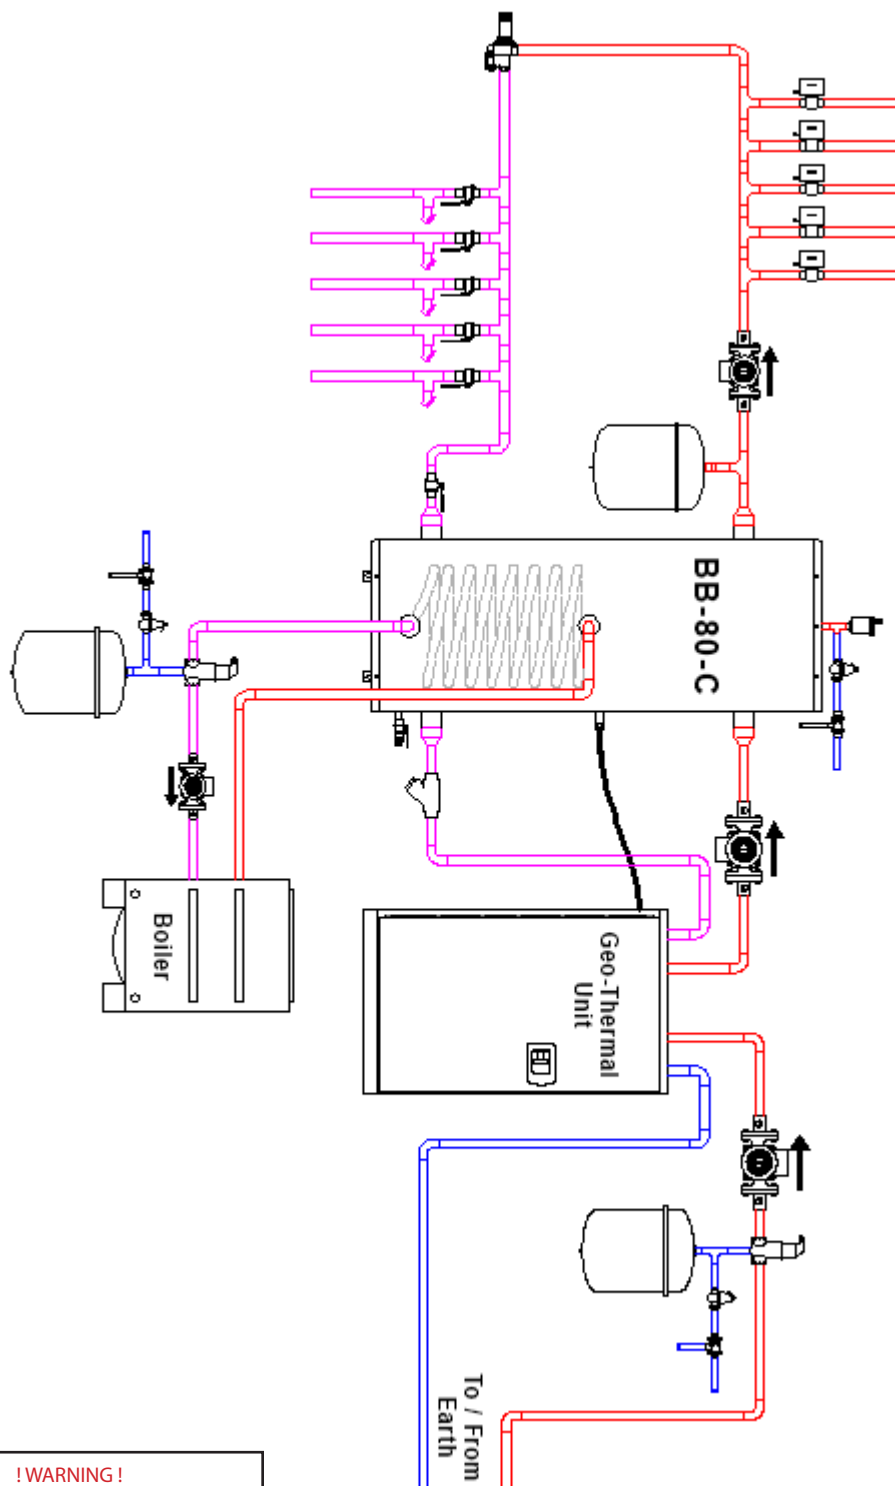 BB-80-C
Boiler
Geo-Thermal
Unit
To / From
Earth
! WARNING !